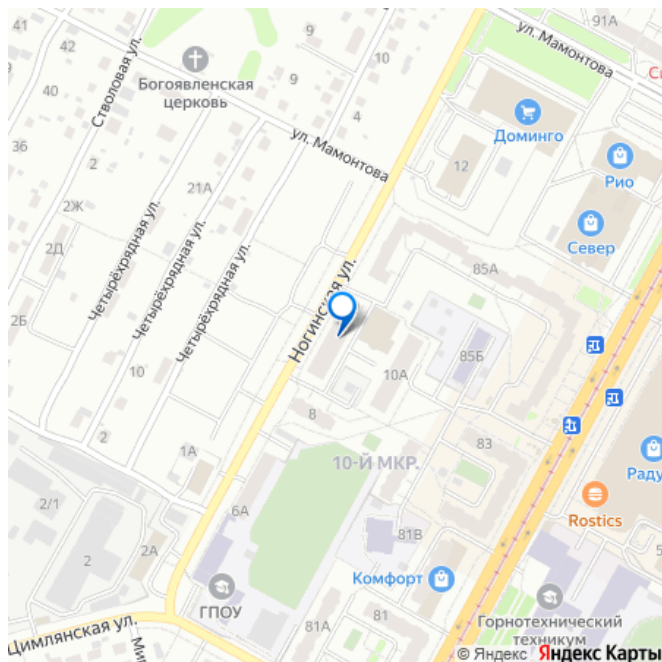 41
42
40
36
Стволовая ул.
Богоявленская
церковь
9
9
10
4
ул. Мамонтова
91А
ул. Мамонтова
Доминго
12
Рио
Север
2
2Ж
21А
2Д
2Б
Четырёхрядная ул.
Четырёхрядная ул.
Четырёхрядная ул.
Ногинская ул.
85А
85Б
10А
10
2
1А
8
83
10-Й МКР.
Раду
Rostics
2/1
2
2А
6А
81В
Комфорт
ГПОУ
81А
81
Горнотехнический
техникум
5
Цимлянская ул.
© Яндекс Яндекс Карты